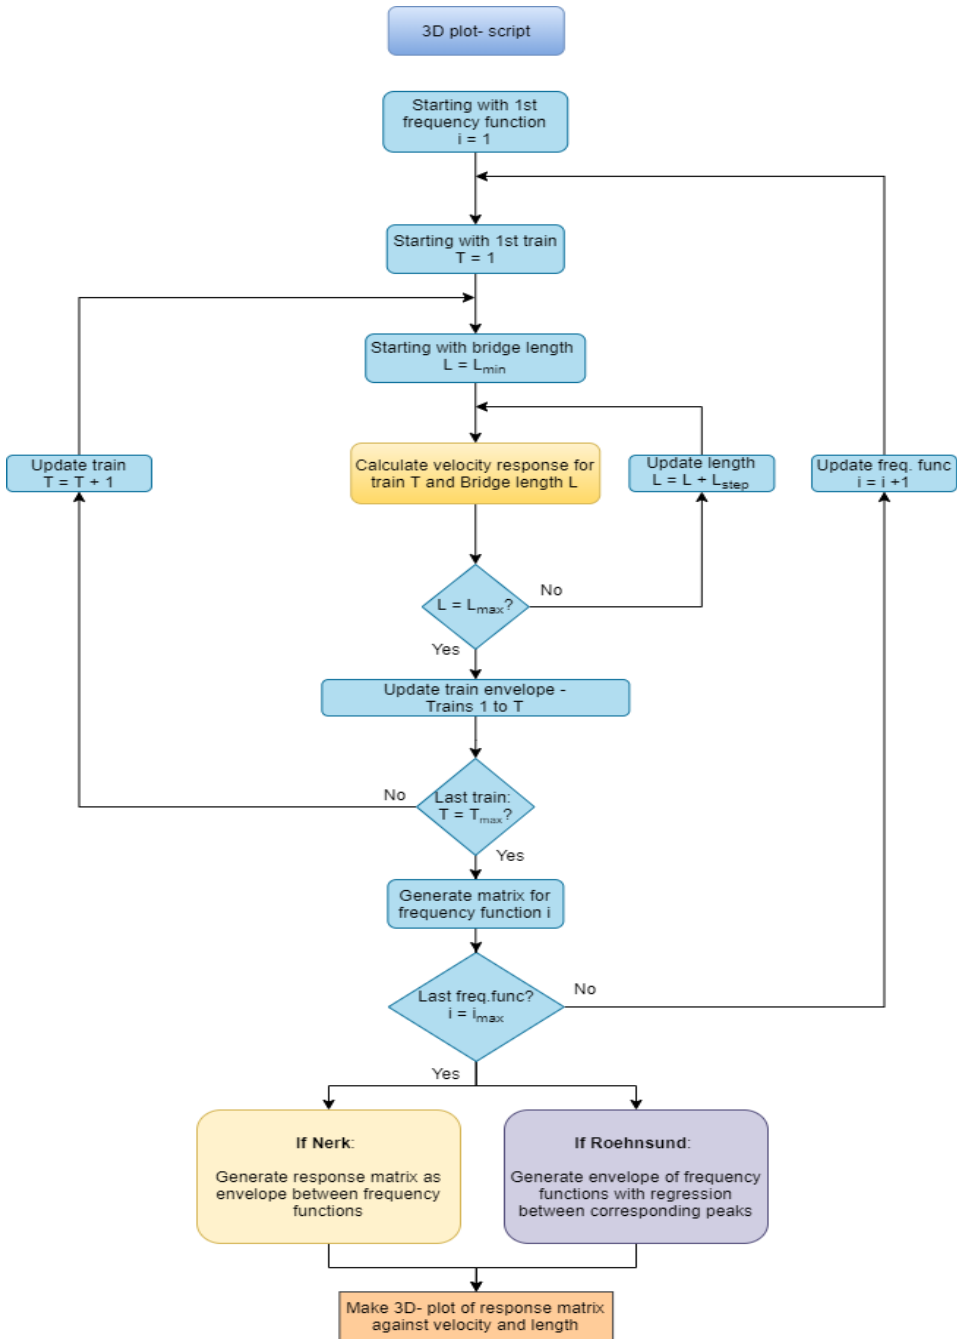 3D plot- script
Starting with 1st
frequency function
i = 1
Starting with 1st train
T = 1
Starting with bridge length
L = Lmin
Update train
T = T + 1
Calculate velocity response for
train T and Bridge length L
Update length
L = L + Lstep
Update freq. func
i = i +1
L = Lmax?
No
Yes
Update train envelope -
Trains 1 to T
No
Last train:
T = Tmax?
Yes
Generate matrix for
frequency function i
Last freq.func?
i = imax
No
Yes
If Nerk:
Generate response matrix as
envelope between frequency
functions
If Roehnsund:
Generate envelope of frequency
functions with regression
between corresponding peaks
Make 3D- plot of response matrix
against velocity and length